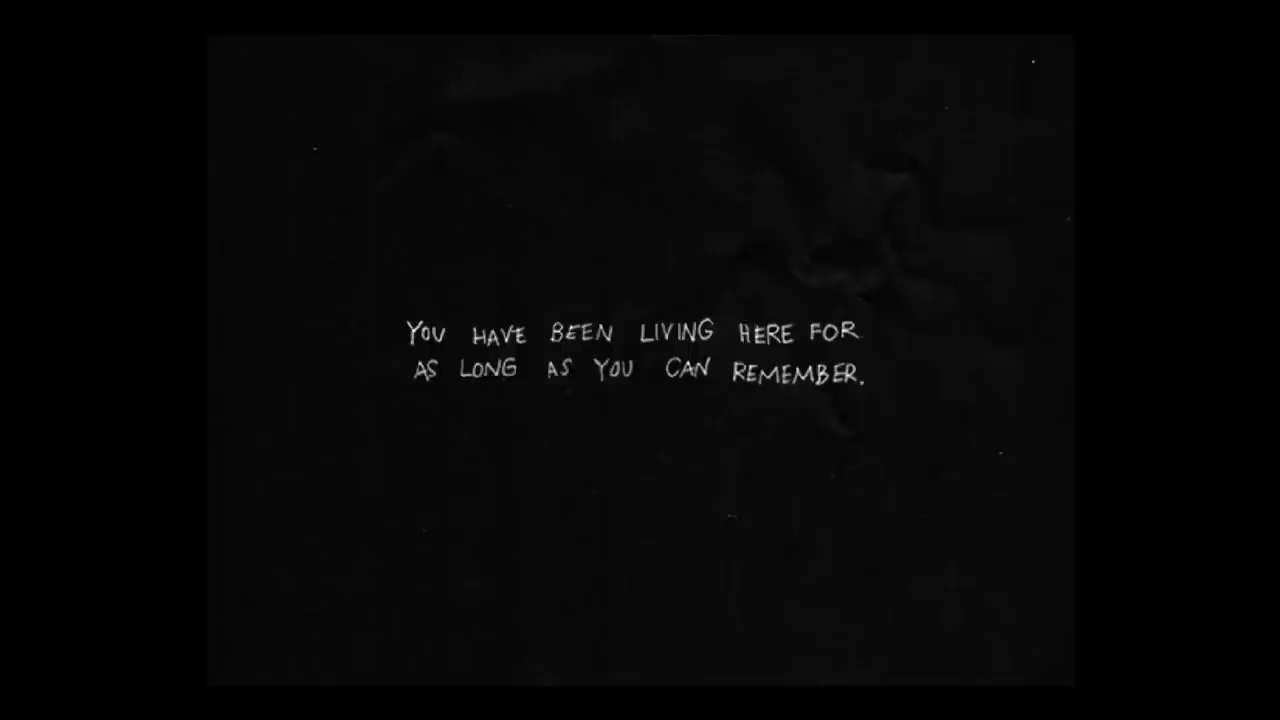 YOU HAVE BEEN LIVING HERE FOR
AS LONG AS YOU CAN REMEMBER.